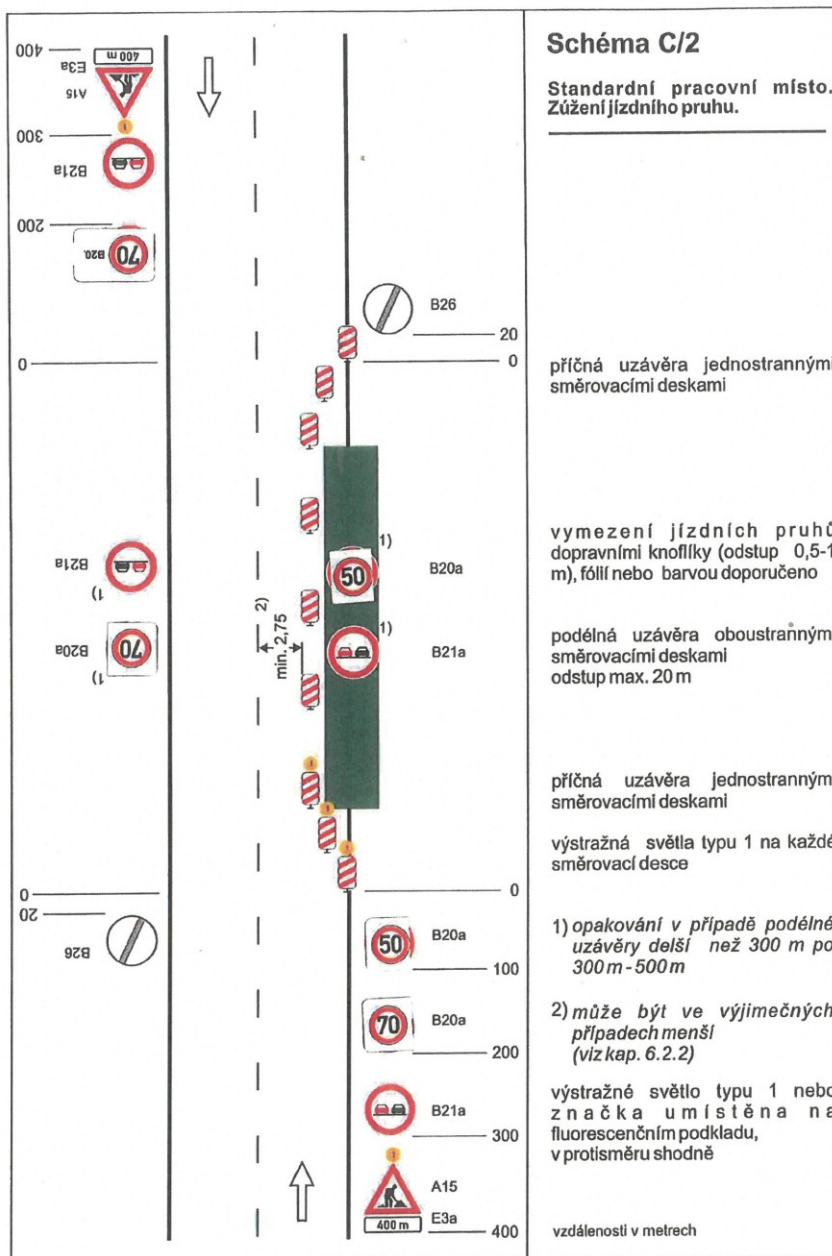 Schéma C/2
Standardní pracovní místo.
Zúžení jízdního pruhu.
400
400 m
E3a
A15
300
B21a
200
70
B20.
B26
20
0
0
příčná uzávěra jednostrannými
směrovacími deskami
vymezení jízdních pruhů
dopravními knoflíky (odstup 0,5-1
m), fólií nebo barvou doporučeno
1)
50
B20a
B21a
1)
2)
min. 2,75
1)
B21a
70
B20a
1)
podélná uzávěra oboustranným
směrovacími deskami
odstup max. 20 m
příčná uzávěra jednostranným
směrovacími deskami
výstražná světla typu 1 na každé
směrovací desce
0
0
20
B26
50
B20a
100
1) opakování v případě podélné
uzávěry delší než 300 m po
300 m - 500 m
70
B20a
200
2) může být ve výjimečných
případech menší
(viz kap. 6.2.2)
B21a
300
výstražné světlo typu 1 nebo
značka umístěna na
fluorescenčním podkladu,
v protisměru shodně
A15
400 m
E3a
400
vzdálenosti v metrech